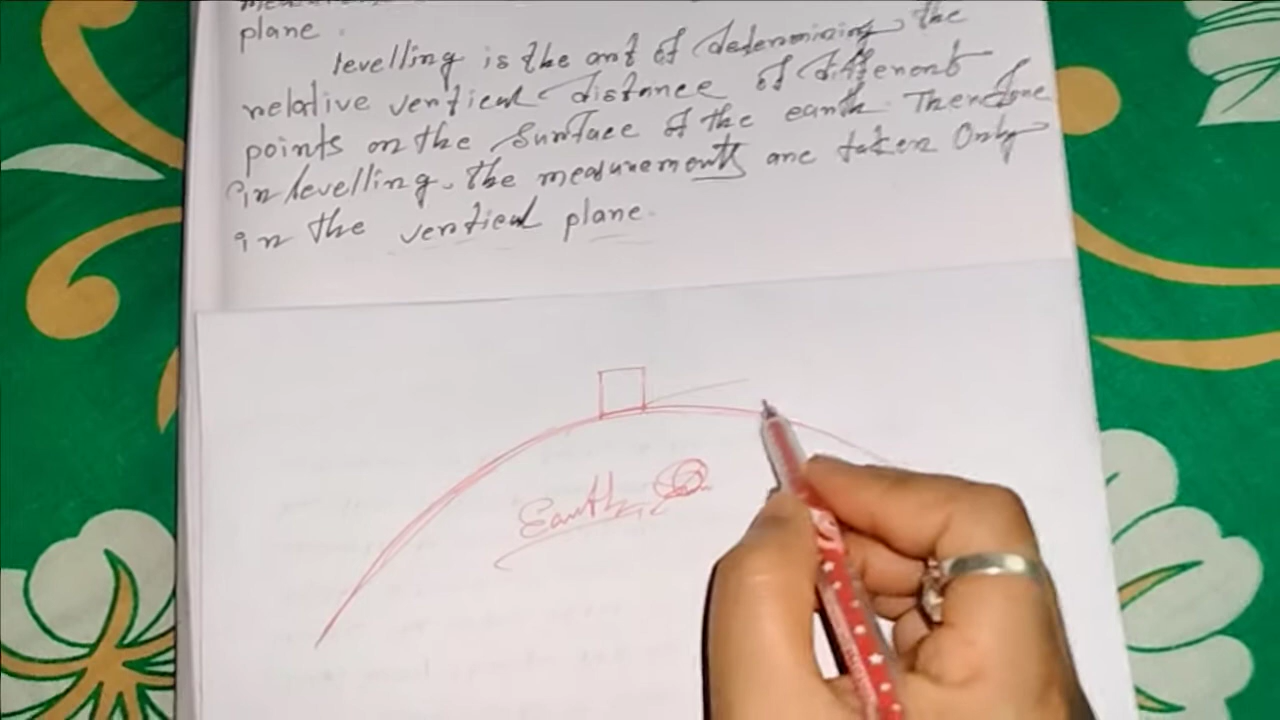 plane.
levelling is the art of determining the
relative vertical distance of different
points on the surface of the earth. Therefore
in levelling, the measurements are taken only
in the vertical plane.
Earth